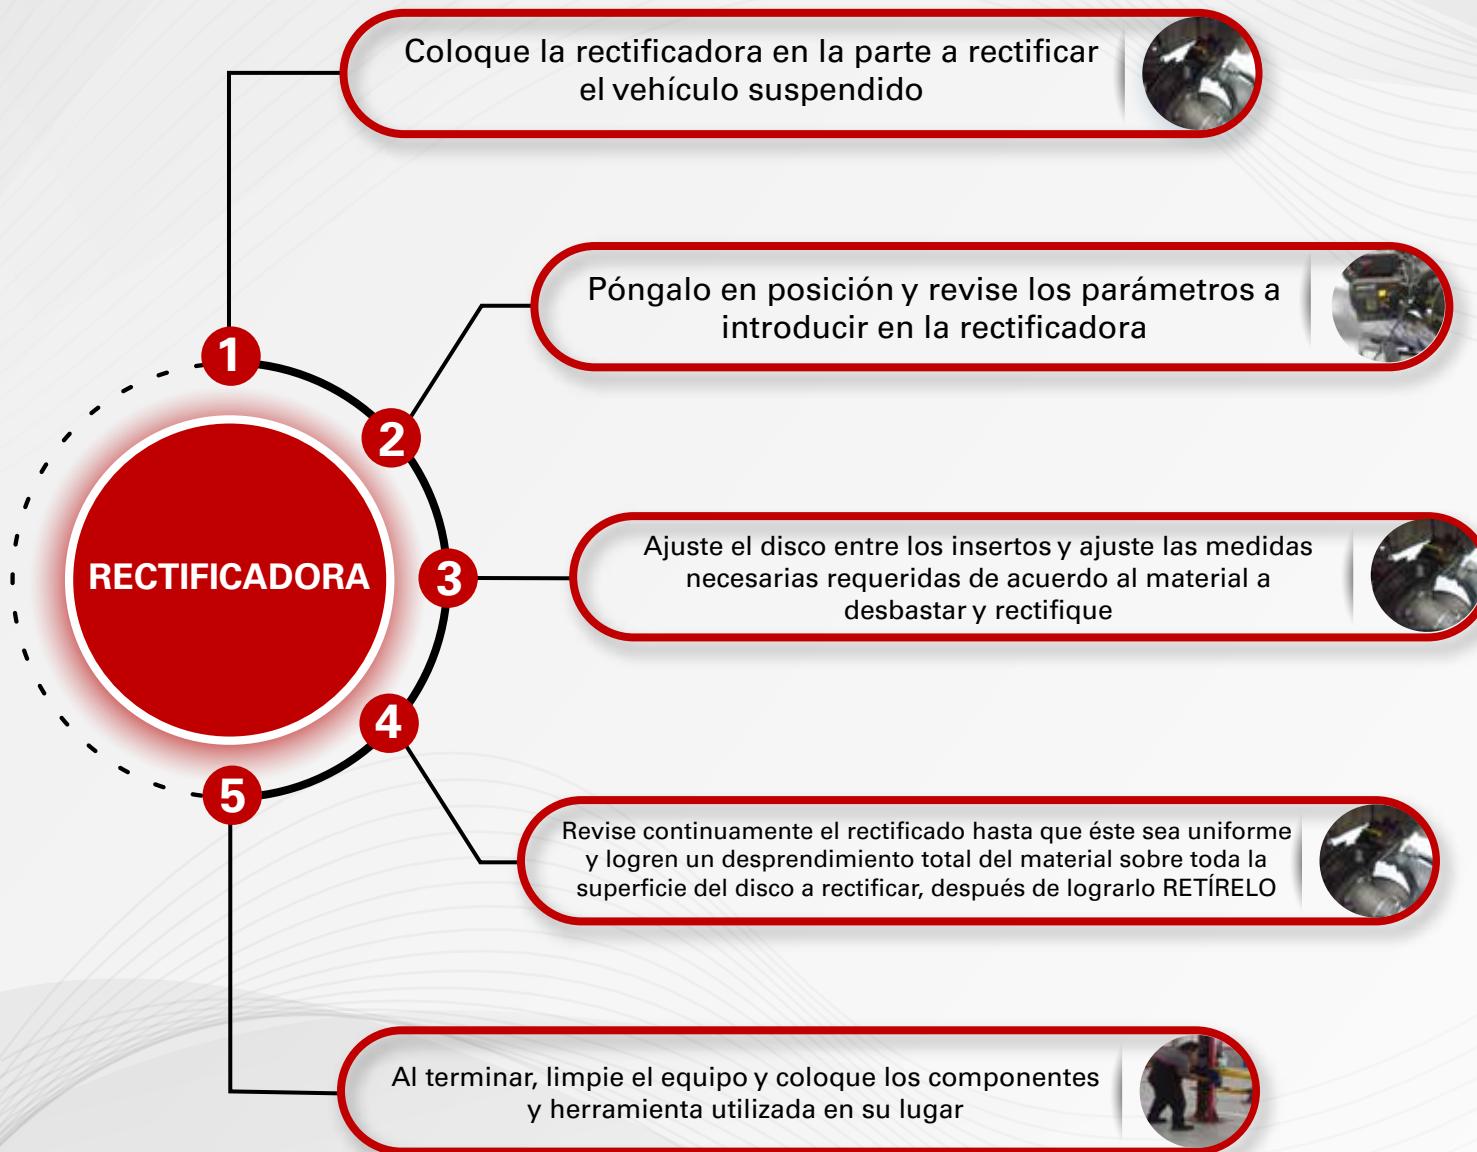 Coloque la rectificadora en la parte a rectificar
el vehículo suspendido
Póngalo en posición y revise los parámetros a
introducir en la rectificadora
1
2
RECTIFICADORA
3
Ajuste el disco entre los insertos y ajuste las medidas
necesarias requeridas de acuerdo al material a
desbastar y rectifique
4
5
Revise continuamente el rectificado hasta que éste sea uniforme
y logren un desprendimiento total del material sobre toda la
superficie del disco a rectificar, después de lograrlo RETÍRELO
Al terminar, limpie el equipo y coloque los componentes
y herramienta utilizada en su lugar